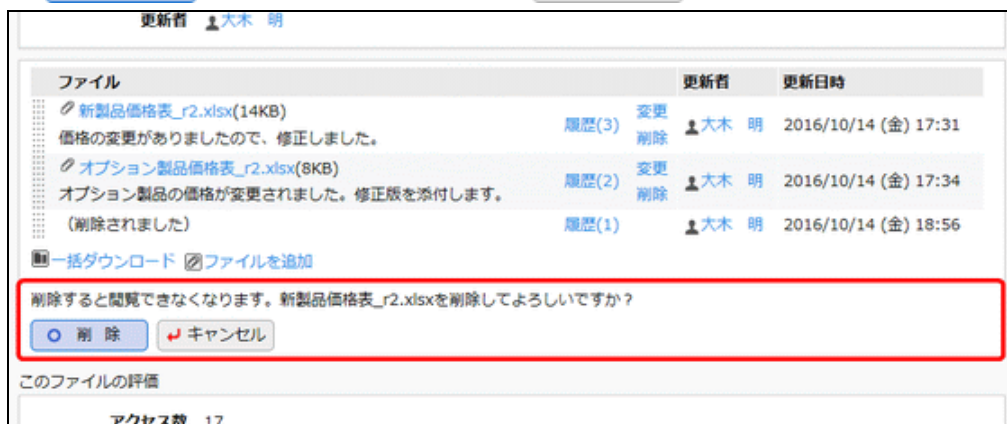 更新者 大木 明
ファイル 更新者 更新日時
新製品価格表_r2.xlsx(14KB) 履歴(3) 変更 大木 明 2016/10/14 (金) 17:31
価格の変更がありましたので、修正しました。 削除
オプション製品価格表_r2.xlsx(8KB) 履歴(2) 変更 大木 明 2016/10/14 (金) 17:34
オプション製品の価格が変更されました。修正版を添付します。 削除
(削除されました) 履歴(1) 大木 明 2016/10/14 (金) 18:56
一括ダウンロード ファイルを追加
削除すると閲覧できなくなります。新製品価格表_r2.xlsxを削除してよろしいですか？
削 除 キャンセル
このファイルの評価
アクセス数 17